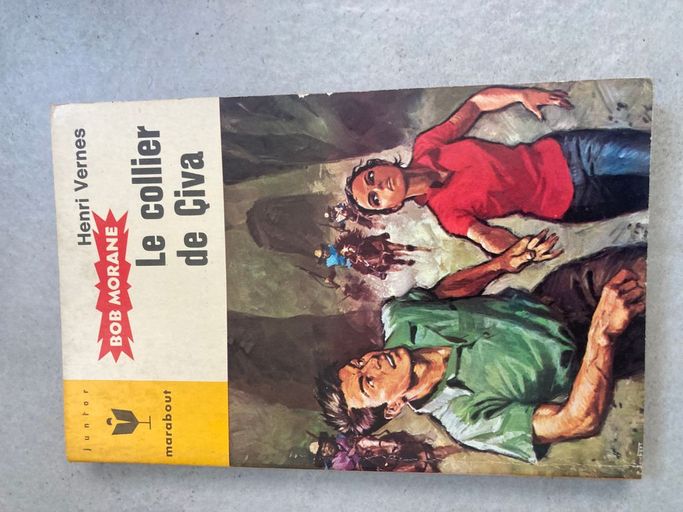 Henri Vernes
BOB MORANE
Le collier
de Çiva
junior
marabout